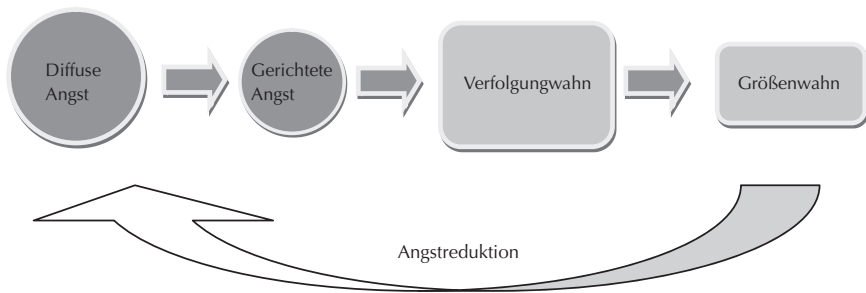 Diffuse
Angst
Gerichtete
Angst
Verfolgungwahn
Größenwahn
Angstreduktion